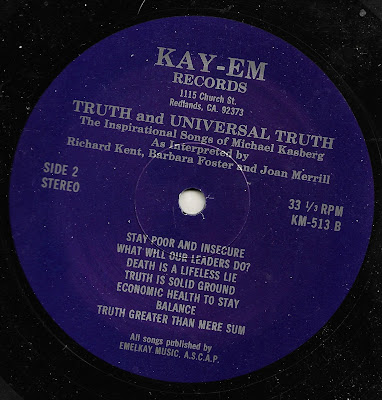 KAY-EM
RECORDS
1115 Church St.
Redlands, CA. 92373
TRUTH and UNIVERSAL TRUTH
The Inspirational Songs of Michael Kasberg
As Interpreted by
Richard Kent, Barbara Foster and Joan Merrill
SIDE 2
STEREO
33 1/3 RPM
KM-513 B
STAY POOR AND INSECURE
WHAT WILL OUR LEADERS DO?
DEATH IS A LIFELESS LIE
TRUTH IS SOLID GROUND
ECONOMIC HEALTH TO STAY
BALANCE
TRUTH GREATER THAN MERE SUM
All songs published by
EMELKAY MUSIC, A.S.C.A.P.